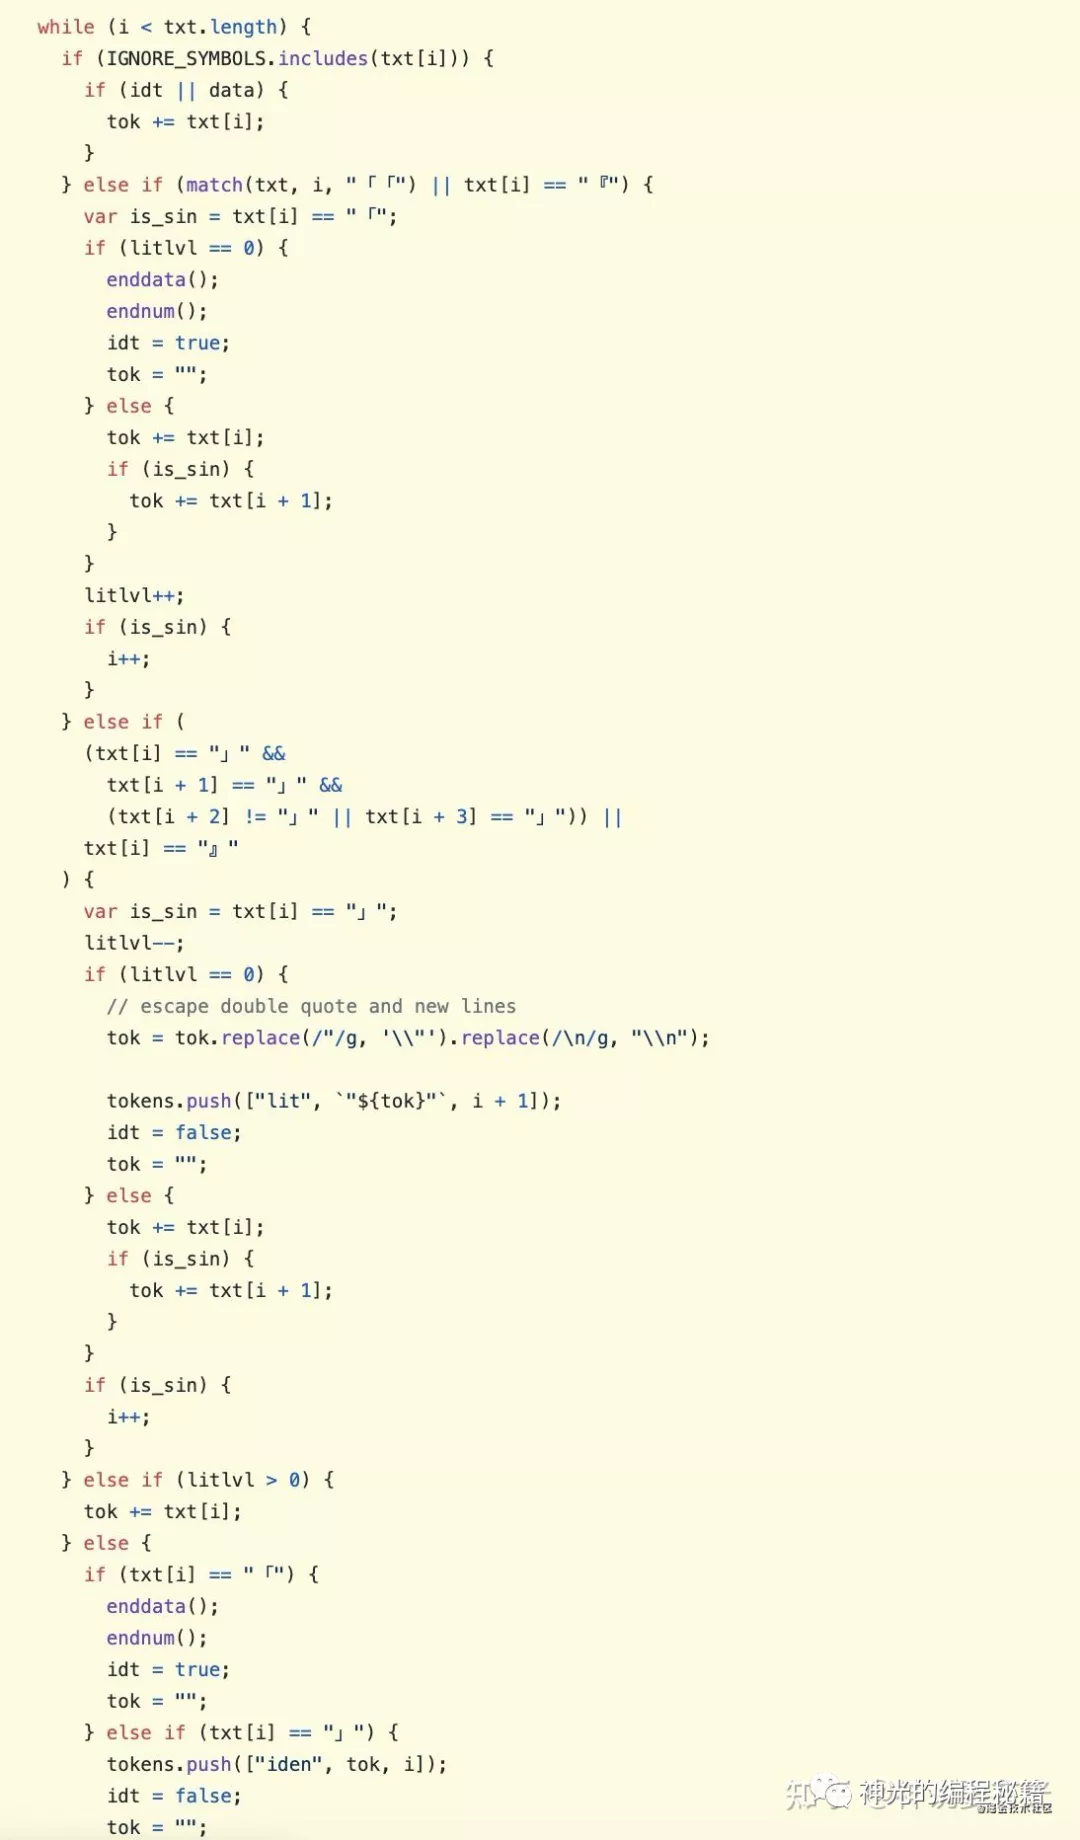 while (i < txt.length) {
if (IGNORE_SYMBOLS.includes(txt[i])) {
if (idt || data) {
tok += txt[i];
}
} else if (match(txt, i, "「「") || txt[i] == "『") {
var is_sin = txt[i] == "「";
if (litlvl == 0) {
enddata();
endnum();
idt = true;
tok = "";
} else {
tok += txt[i];
if (is_sin) {
tok += txt[i + 1];
}
}
litlvl++;
if (is_sin) {
i++;
}
} else if (
(txt[i] == "」" &&
txt[i + 1] == "」" &&
(txt[i + 2] != "」" || txt[i + 3] == "」")) ||
txt[i] == "』"
) {
var is_sin = txt[i] == "」";
litlvl--;
if (litlvl == 0) {
// escape double quote and new lines
tok = tok.replace(/"/g, '\\"').replace(/\n/g, "\\n");
tokens.push(["lit", `"${tok}"`, i + 1]);
idt = false;
tok = "";
} else {
tok += txt[i];
if (is_sin) {
tok += txt[i + 1];
}
}
if (is_sin) {
i++;
}
} else if (litlvl > 0) {
tok += txt[i];
} else {
if (txt[i] == "「") {
enddata();
endnum();
idt = true;
tok = "";
} else if (txt[i] == "」") {
tokens.push(["iden", tok, i]);
idt = false;
tok = "";
神光的编程秘籍
@掘金技术社区